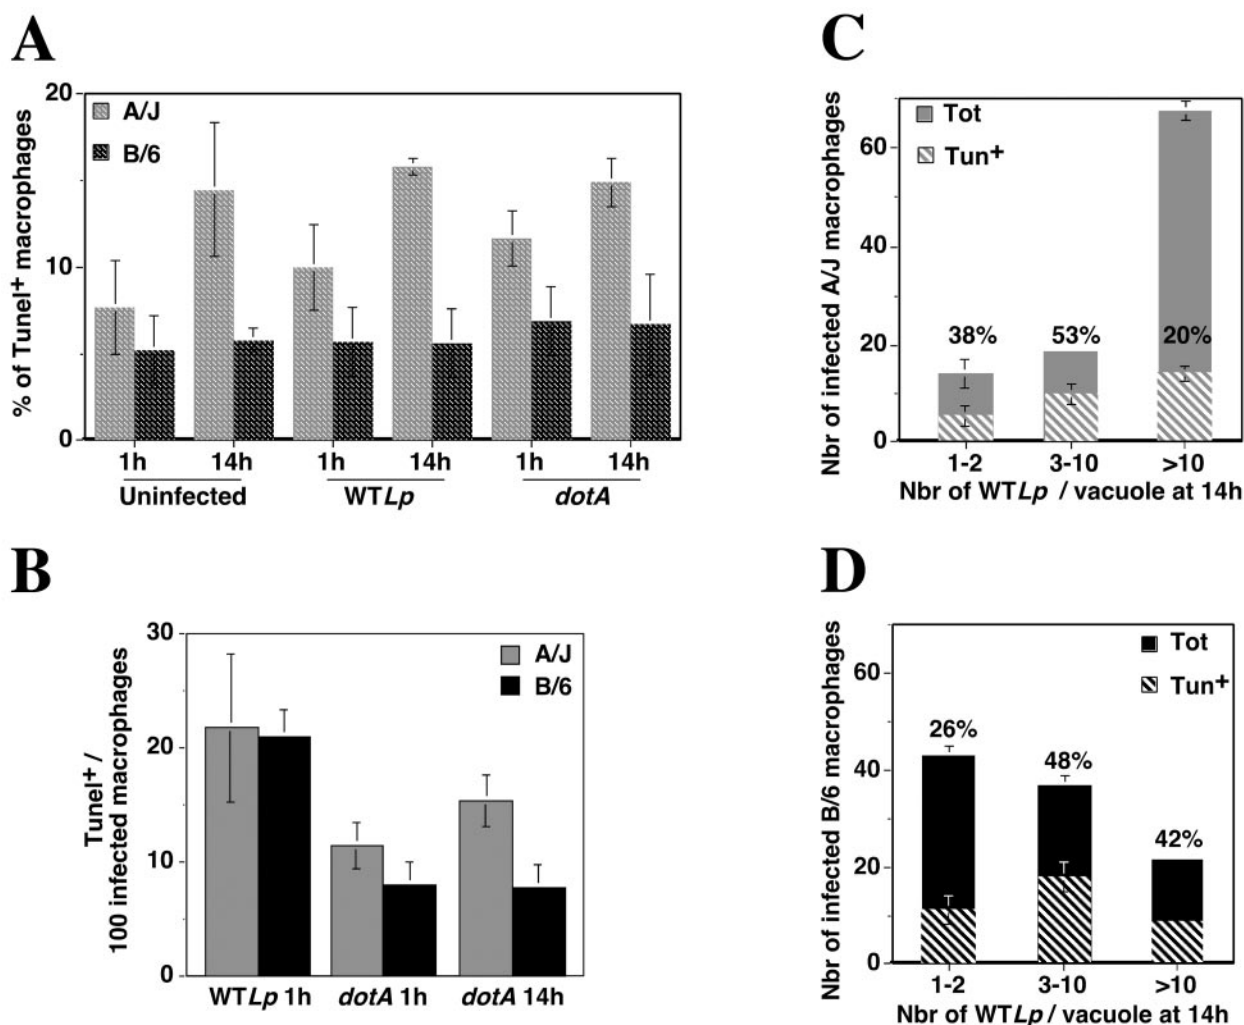 A
% of Tunel+ macrophages
20
10
0
A/J
B/6
1h 14h 1h 14h 1h 14h
Uninfected WTLp dotA
B
Tunel+ /
100 infected macrophages
30
20
10
0
A/J
B/6
WTLp 1h dotA 1h dotA 14h
C
Nbr of infected A/J macrophages
60
40
20
0
Tot
Tun+
38% 53% 20%
1-2 3-10 >10
Nbr of WTLp / vacuole at 14h
D
Nbr of infected B/6 macrophages
60
40
20
0
Tot
Tun+
26% 48% 42%
1-2 3-10 >10
Nbr of WTLp / vacuole at 14h